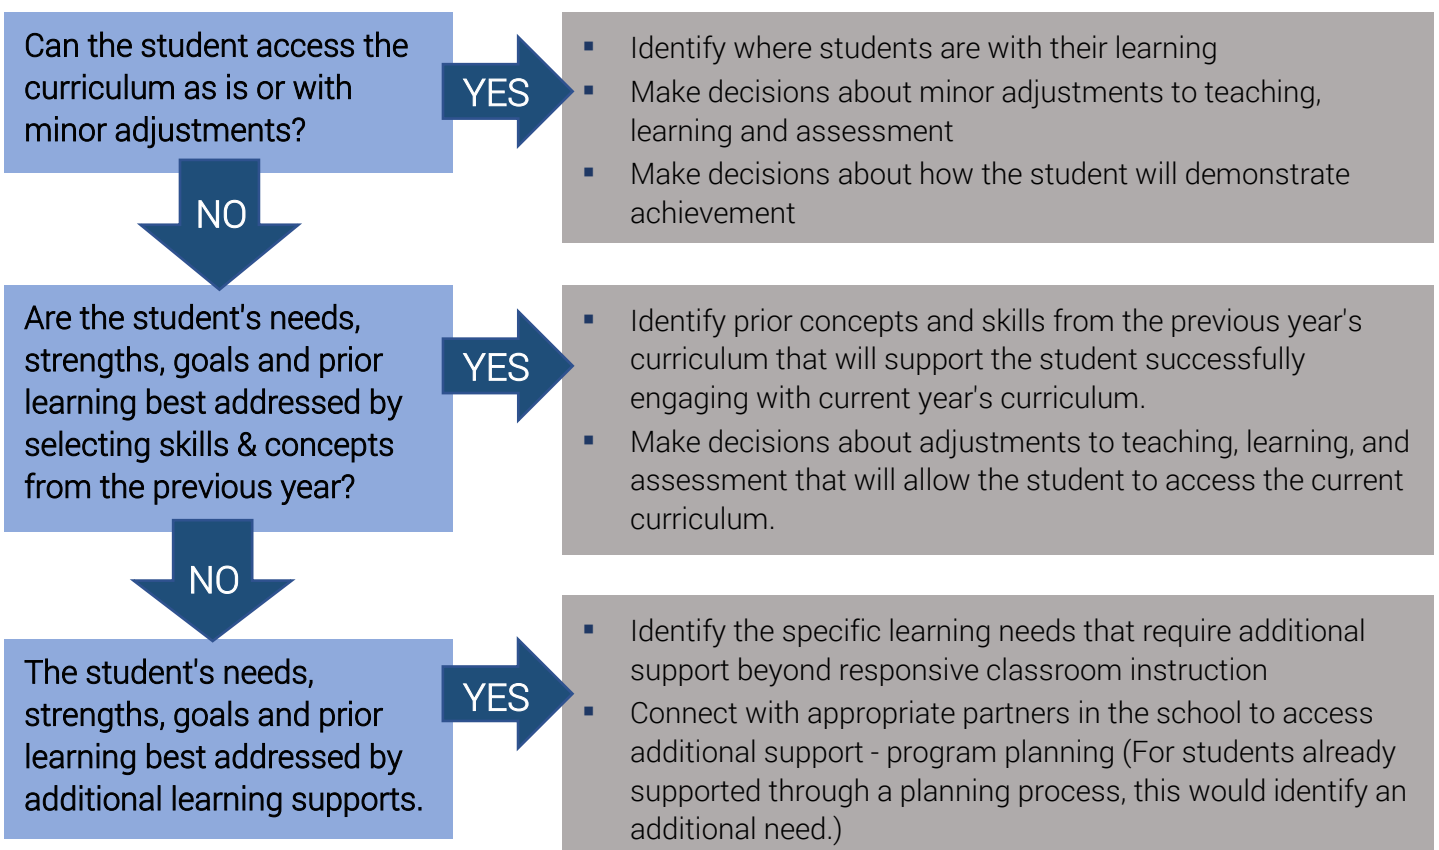 Can the student access the
curriculum as is or with
minor adjustments?
YES
▪ Identify where students are with their learning
▪ Make decisions about minor adjustments to teaching,
learning and assessment
▪ Make decisions about how the student will demonstrate
achievement
NO
Are the student's needs,
strengths, goals and prior
learning best addressed by
selecting skills & concepts
from the previous year?
YES
▪ Identify prior concepts and skills from the previous year's
curriculum that will support the student successfully
engaging with current year's curriculum.
▪ Make decisions about adjustments to teaching, learning, and
assessment that will allow the student to access the current
curriculum.
NO
The student's needs,
strengths, goals and prior
learning best addressed by
additional learning supports.
YES
▪ Identify the specific learning needs that require additional
support beyond responsive classroom instruction
▪ Connect with appropriate partners in the school to access
additional support - program planning (For students already
supported through a planning process, this would identify an
additional need.)